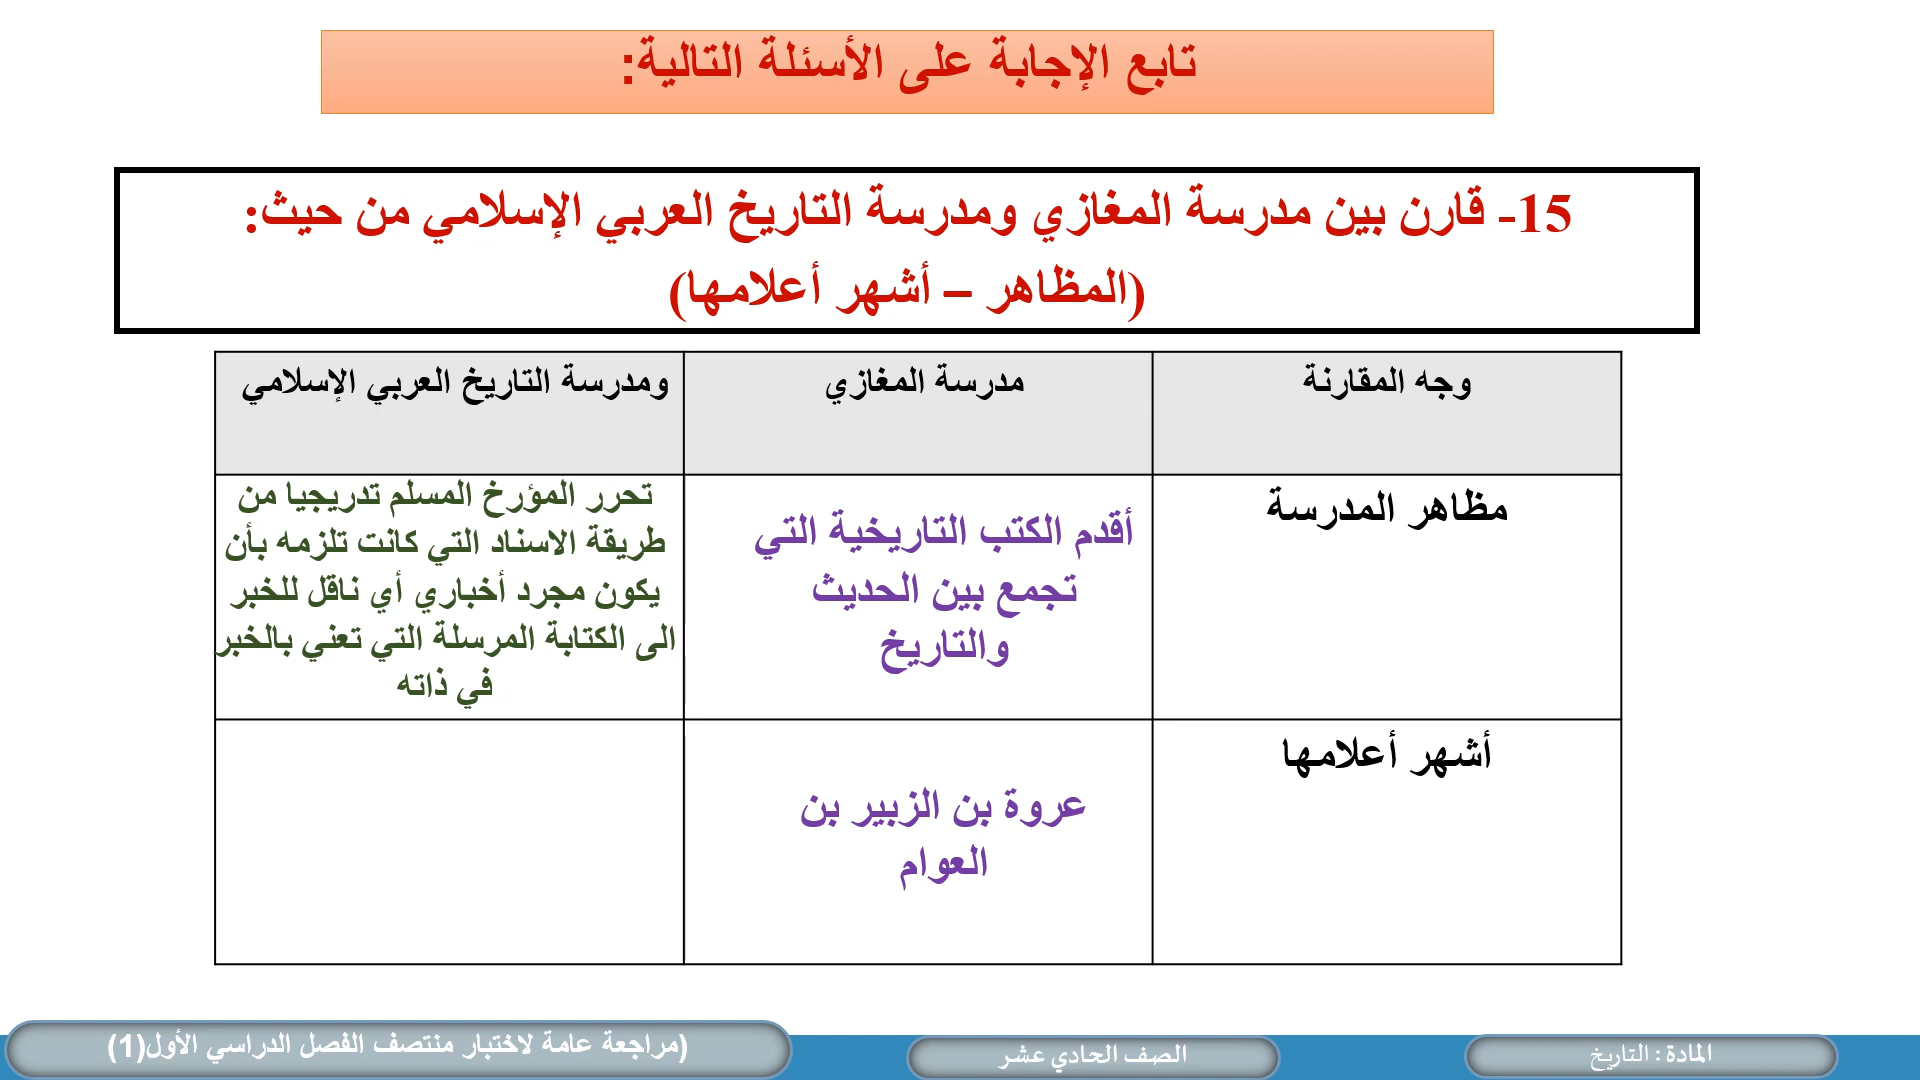 تابع الإجابة على الأسئلة التالية:
15- قارن بين مدرسة المغازي ومدرسة التاريخ العربي الإسلامي من حيث:
(المظاهر – أشهر أعلامها)
وجه المقارنة
مدرسة المغازي
ومدرسة التاريخ العربي الإسلامي
مظاهر المدرسة
أقدم الكتب التاريخية التي
تجمع بين الحديث
والتاريخ
تحرر المؤرخ المسلم تدريجيا من
طريقة الاسناد التي كانت تلزمه بأن
يكون مجرد أخباري أي ناقل للخبر
الى الكتابة المرسلة التي تعني بالخبر
في ذاته
أشهر أعلامها
عروة بن الزبير بن
العوام
المادة : التاريخ
الصف الحادي عشر
(مراجعة عامة لاختبار منتصف الفصل الدراسي الأول(1)